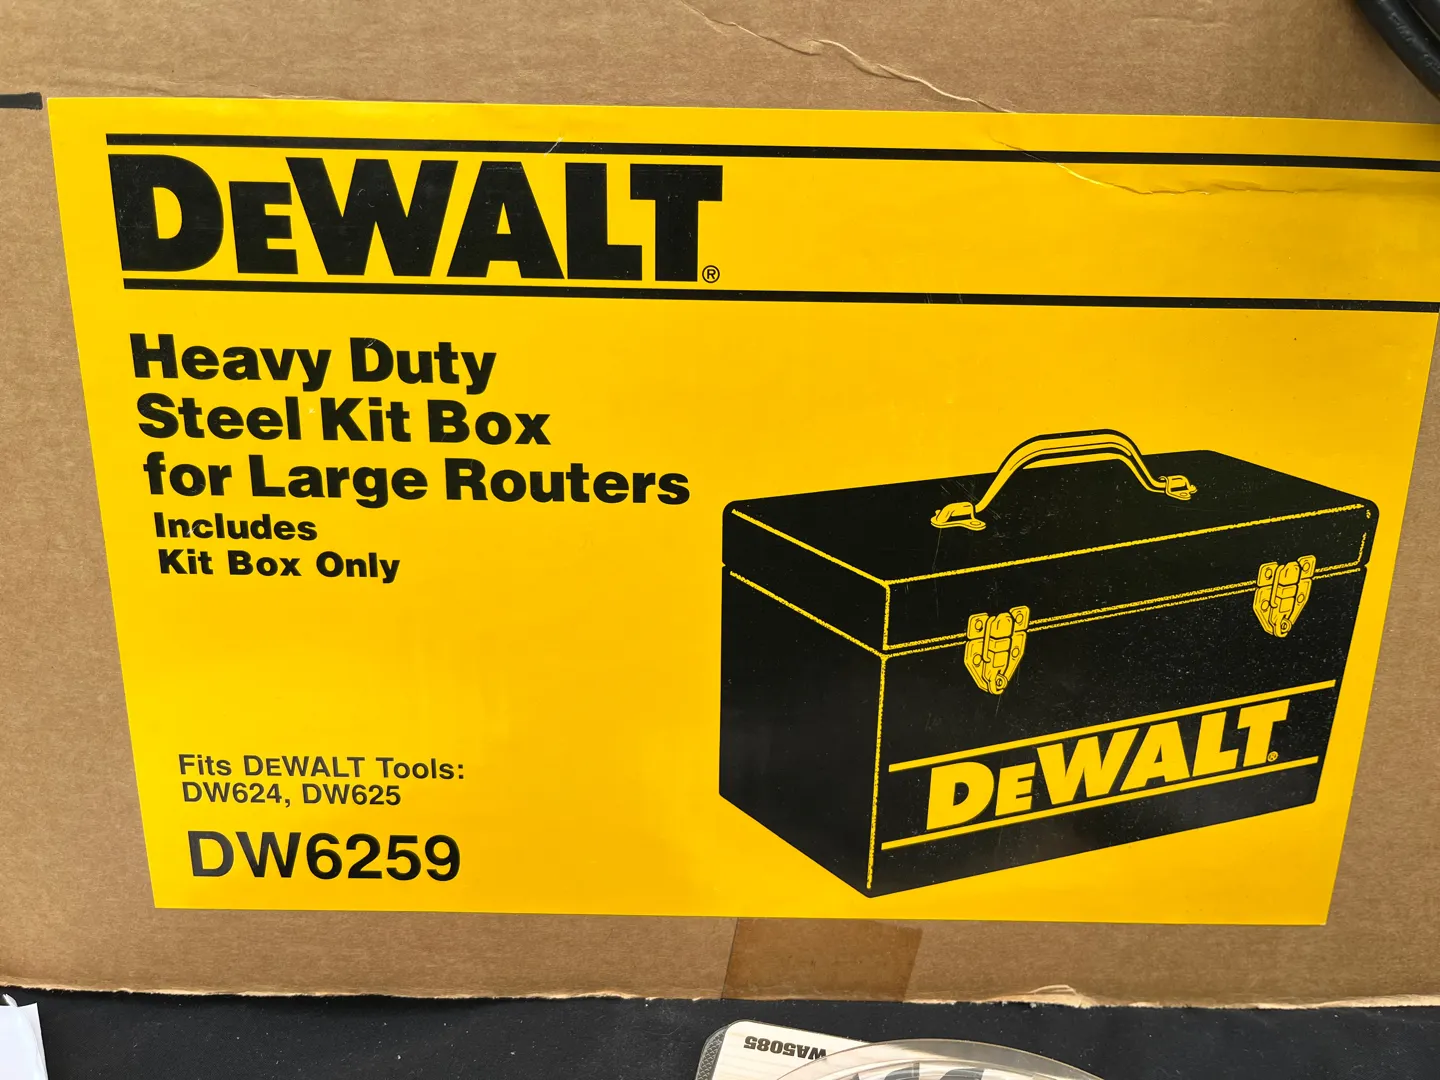 DEWALT®
Heavy Duty
Steel Kit Box
for Large Routers
Includes
Kit Box Only
DEWALT®
Fits DEWALT Tools:
DW624, DW625
DW6259
WA5085